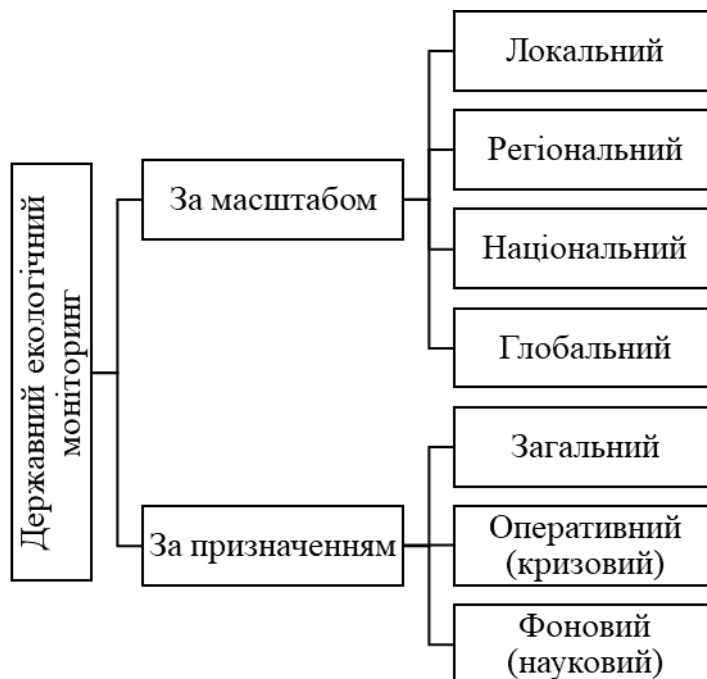 Державний екологічний
моніторинг
За масштабом
Локальний
Регіональний
Національний
Глобальний
За призначенням
Загальний
Оперативний
(кризовий)
Фоновий
(науковий)